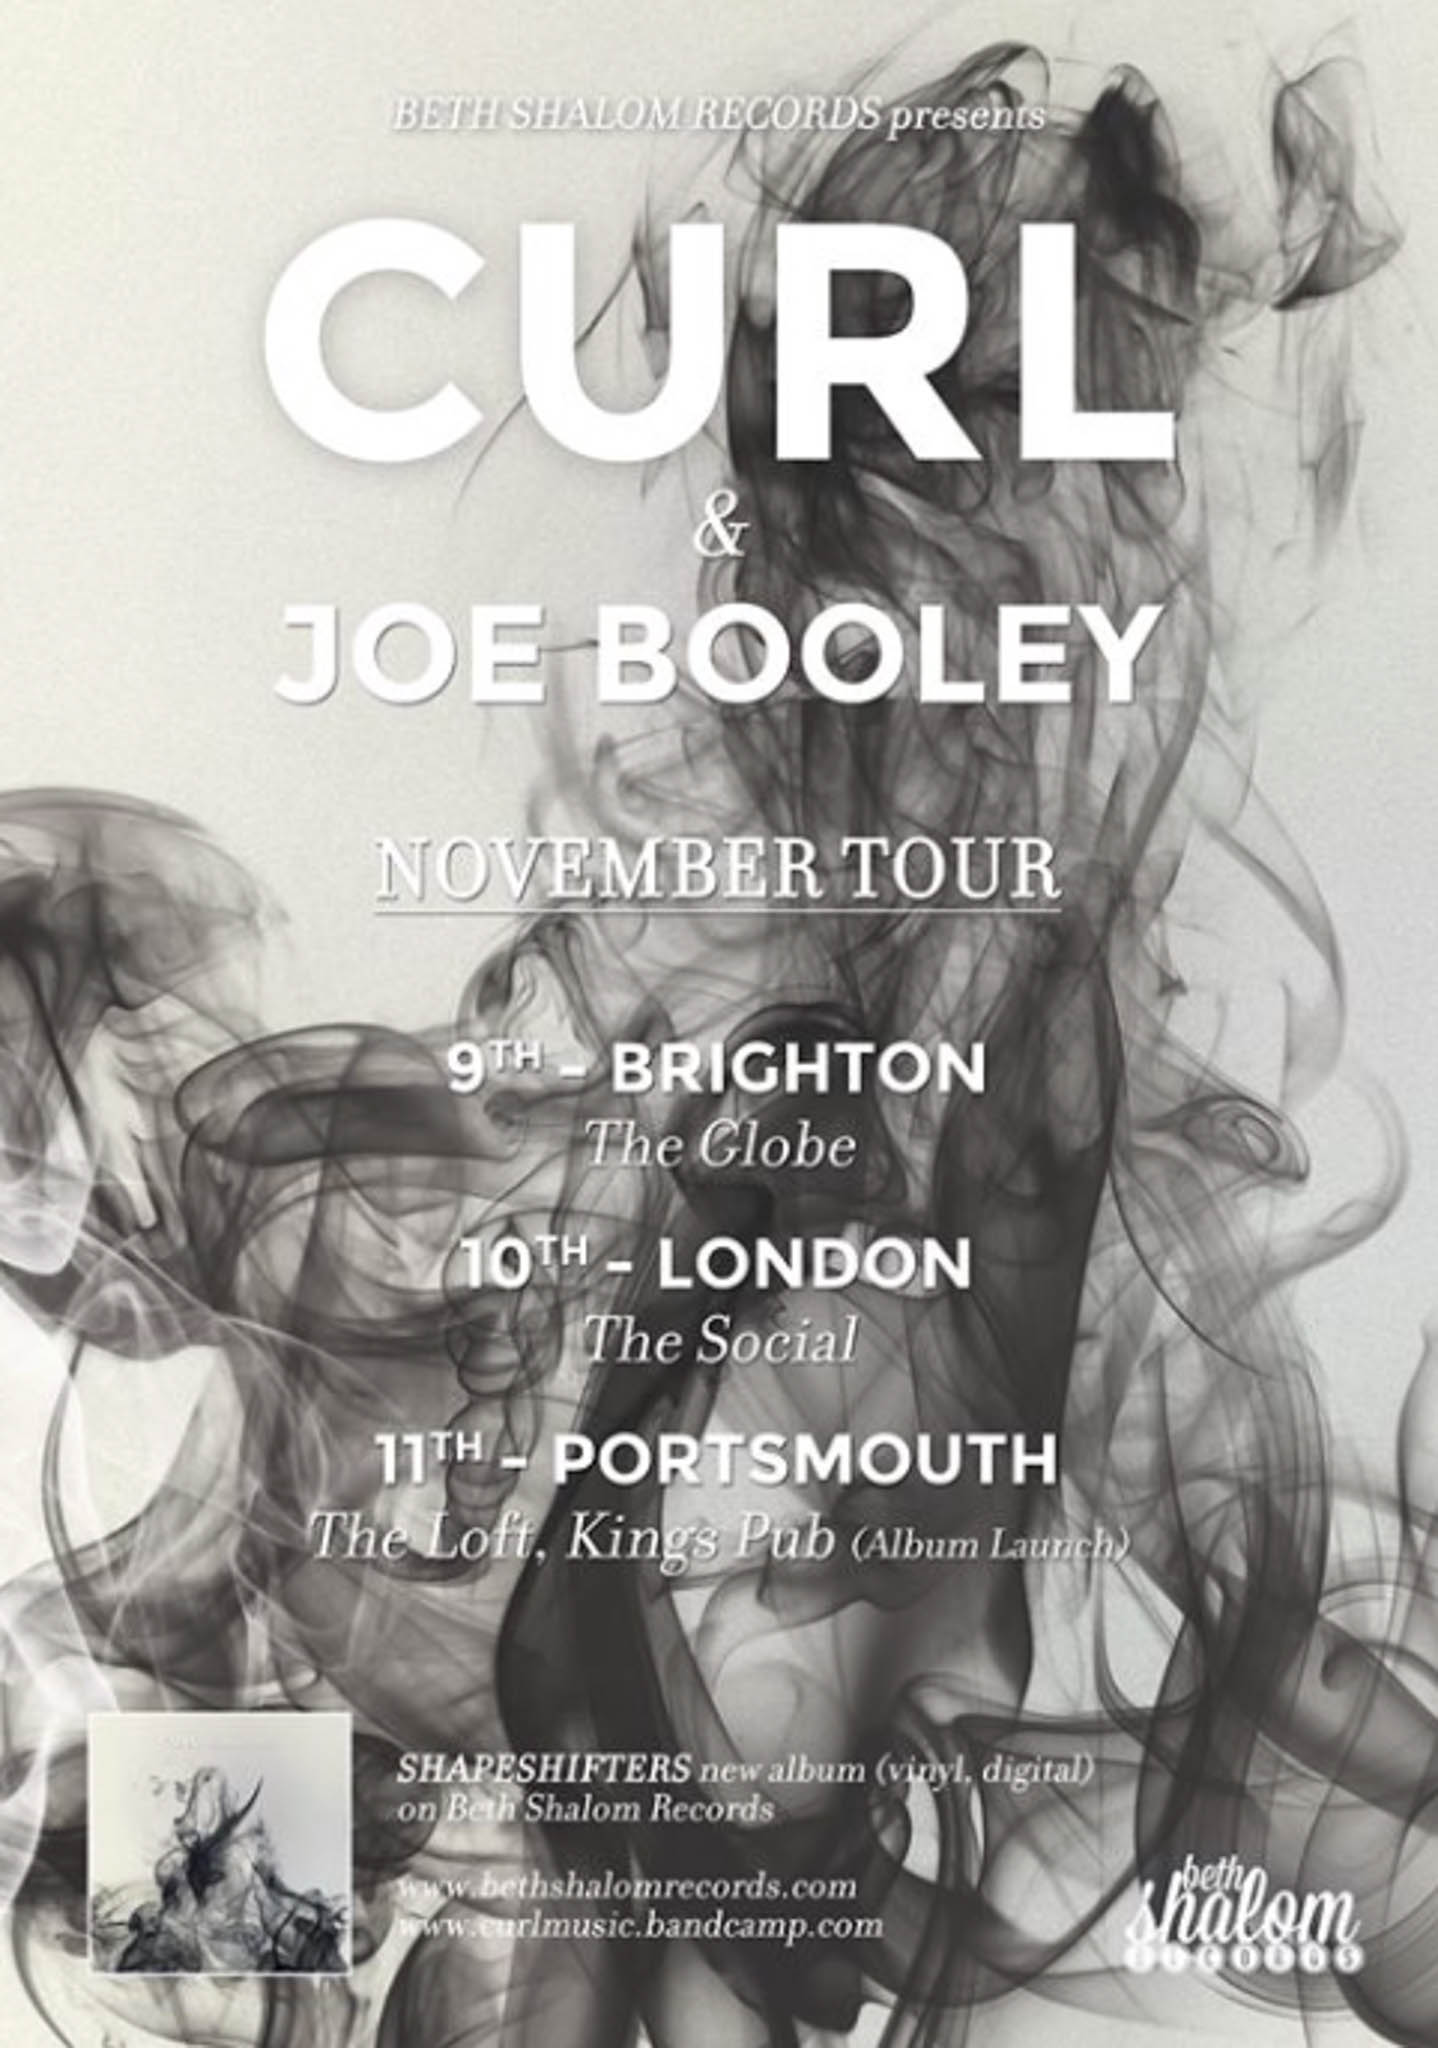 BETH SHALOM RECORDS presents
CURL
&
JOE BOOLEY
NOVEMBER TOUR
9TH - BRIGHTON
The Globe
10TH - LONDON
The Social
11TH - PORTSMOUTH
The Loft, Kings Pub (Album Launch)
SHAPESHIFTERS new album (vinyl, digital)
on Beth Shalom Records
www.bethshalomrecords.com
www.curlmusic.bandcamp.com
beth
shalom
RECORDS